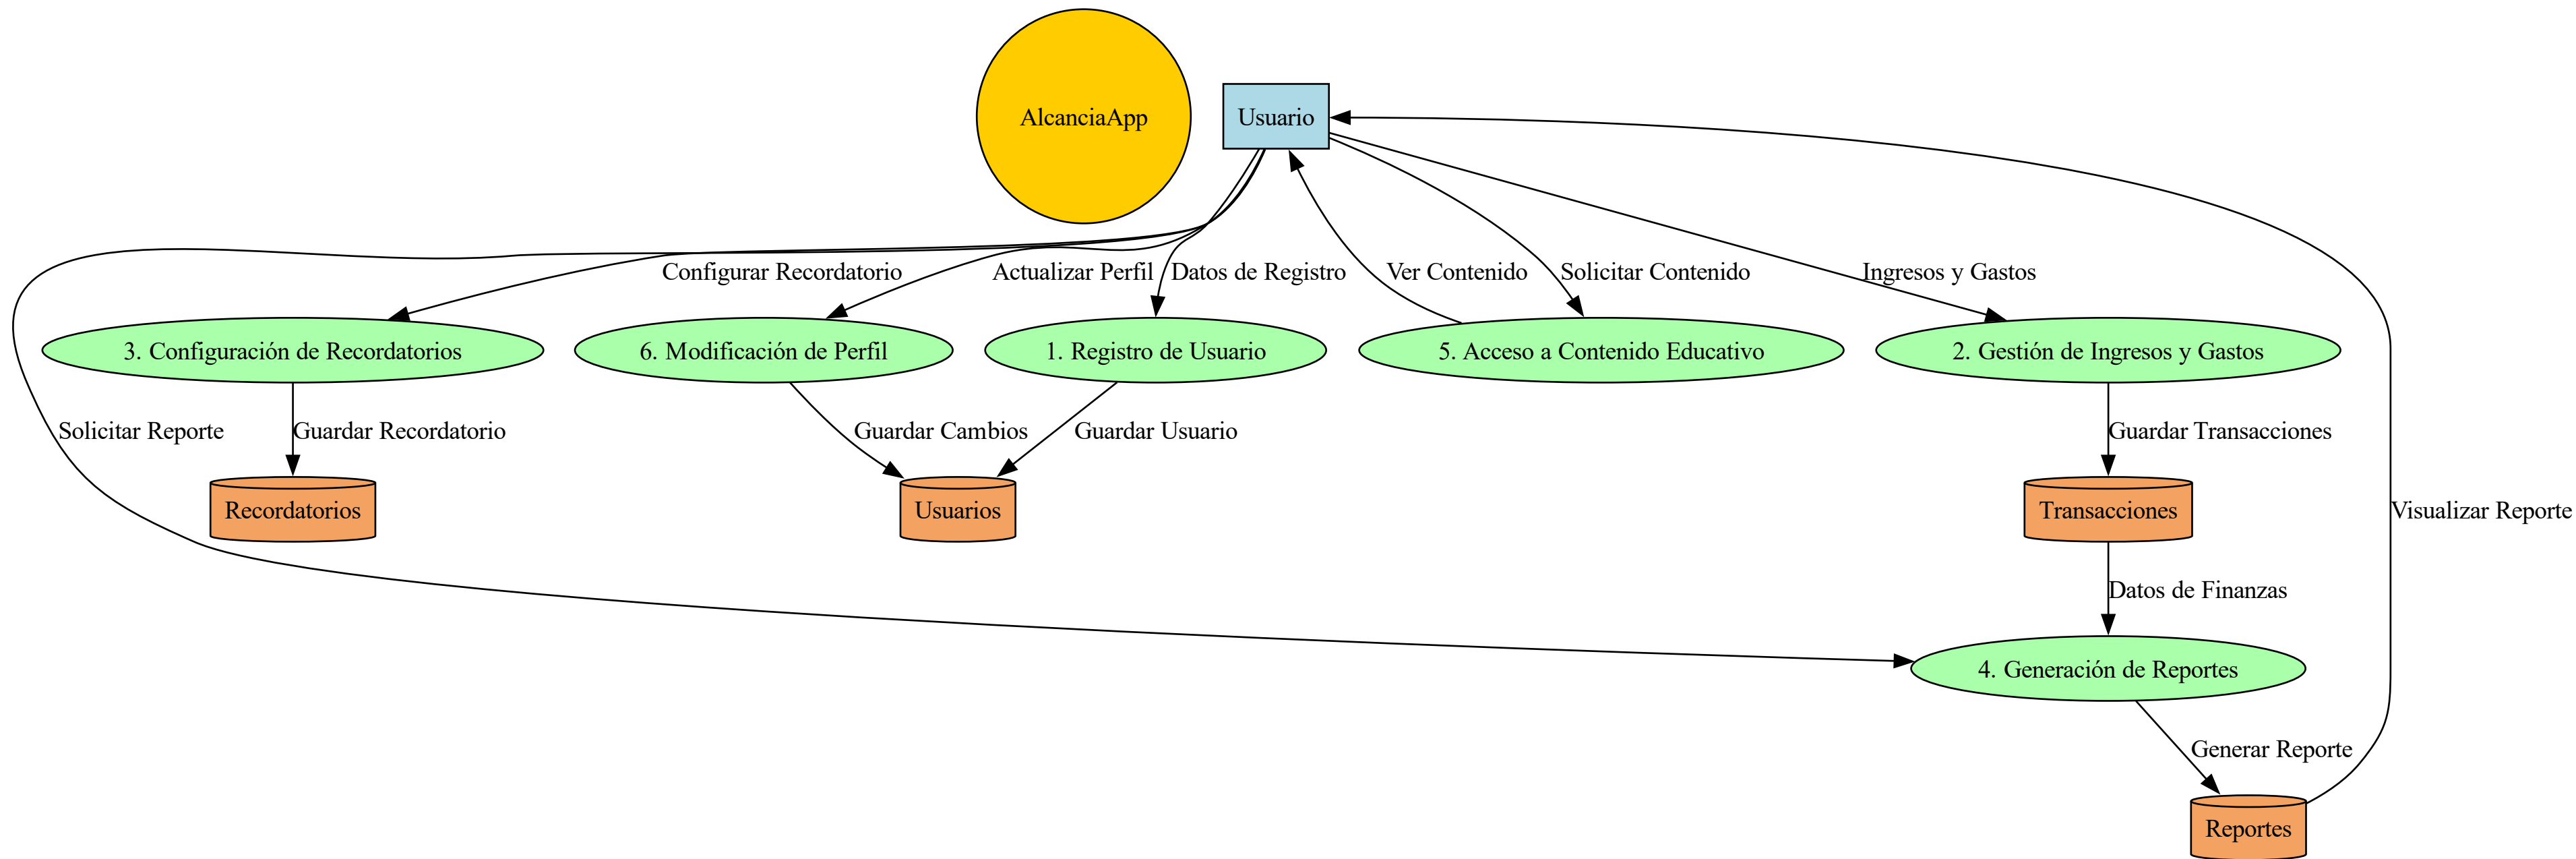 AlcanciaApp
Usuario
Configurar Recordatorio
Actualizar Perfil
Datos de Registro
Ver Contenido
Solicitar Contenido
Ingresos y Gastos
3. Configuración de Recordatorios
6. Modificación de Perfil
1. Registro de Usuario
5. Acceso a Contenido Educativo
2. Gestión de Ingresos y Gastos
Solicitar Reporte
Guardar Recordatorio
Guardar Cambios
Guardar Usuario
Guardar Transacciones
Recordatorios
Usuarios
Transacciones
Visualizar Reporte
Datos de Finanzas
4. Generación de Reportes
Generar Reporte
Reportes